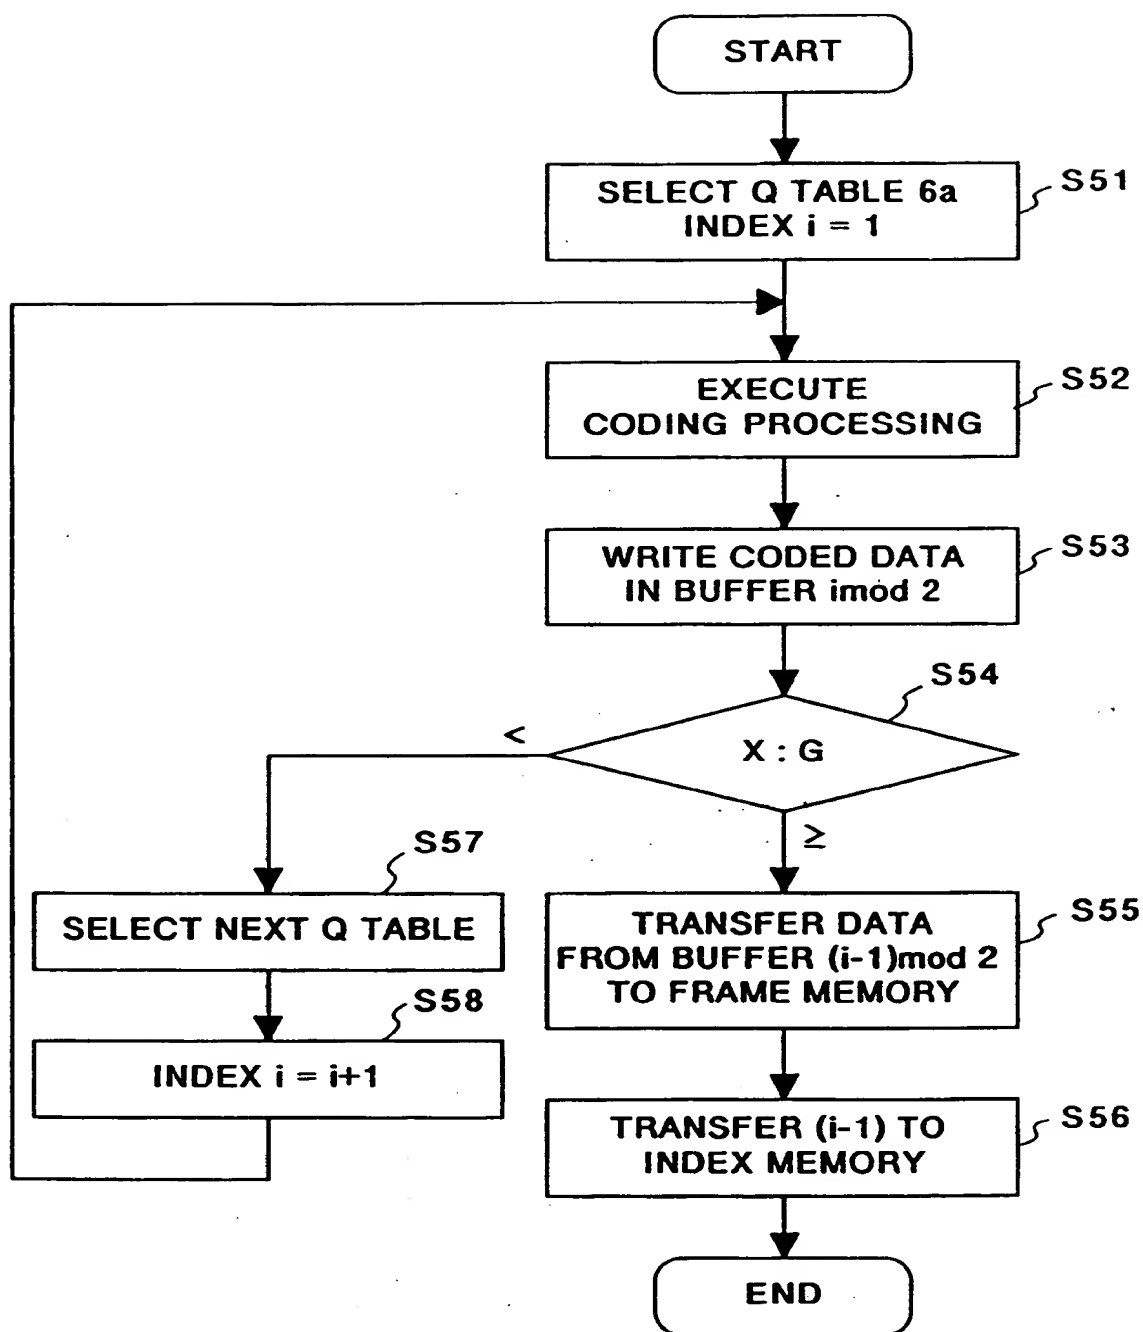 START
SELECT Q TABLE 6a
INDEX i = 1
S51
EXECUTE
CODING PROCESSING
S52
WRITE CODED DATA
IN BUFFER imod 2
S53
X : G
S54
<
≥
SELECT NEXT Q TABLE
S57
INDEX i = i+1
S58
TRANSFER DATA
FROM BUFFER (i-1)mod 2
TO FRAME MEMORY
S55
TRANSFER (i-1) TO
INDEX MEMORY
S56
END